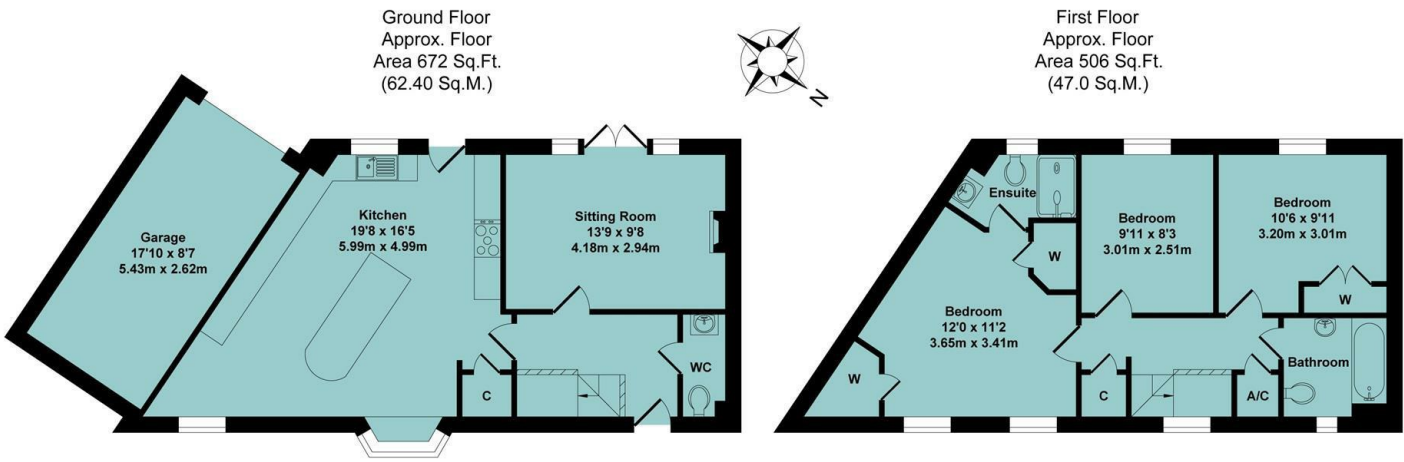 Ground Floor
Approx. Floor
Area 672 Sq.Ft.
(62.40 Sq.M.)
N
First Floor
Approx. Floor
Area 506 Sq.Ft.
(47.0 Sq.M.)
Garage
17'10 x 8'7
5.43m x 2.62m
Kitchen
19'8 x 16'5
5.99m x 4.99m
Sitting Room
13'9 x 9'8
4.18m x 2.94m
WC
C
Ensuite
W
Bedroom
9'11 x 8'3
3.01m x 2.51m
Bedroom
10'6 x 9'11
3.20m x 3.01m
W
Bedroom
12'0 x 11'2
3.65m x 3.41m
W
C
A/C
Bathroom